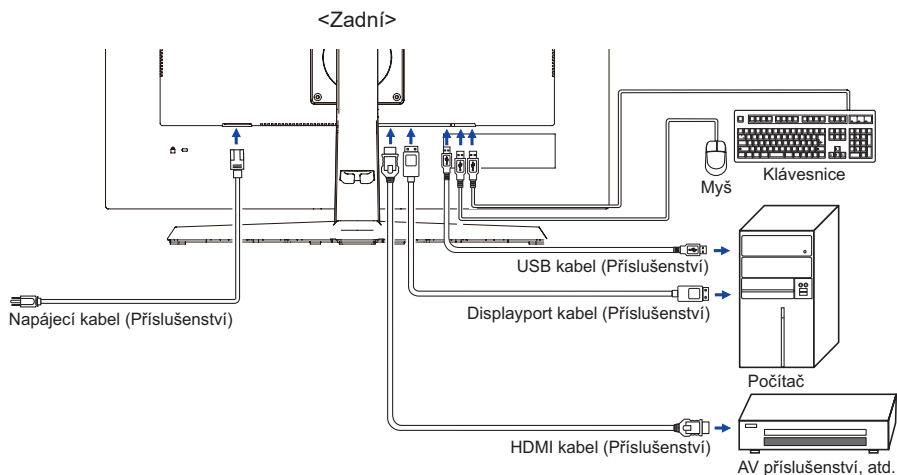 <Zadní>
Klávesnice
Myš
USB kabel (Příslušenství)
Displayport kabel (Příslušenství)
Napájecí kabel (Příslušenství)
Počítač
HDMI kabel (Příslušenství)
AV příslušenství, atd.